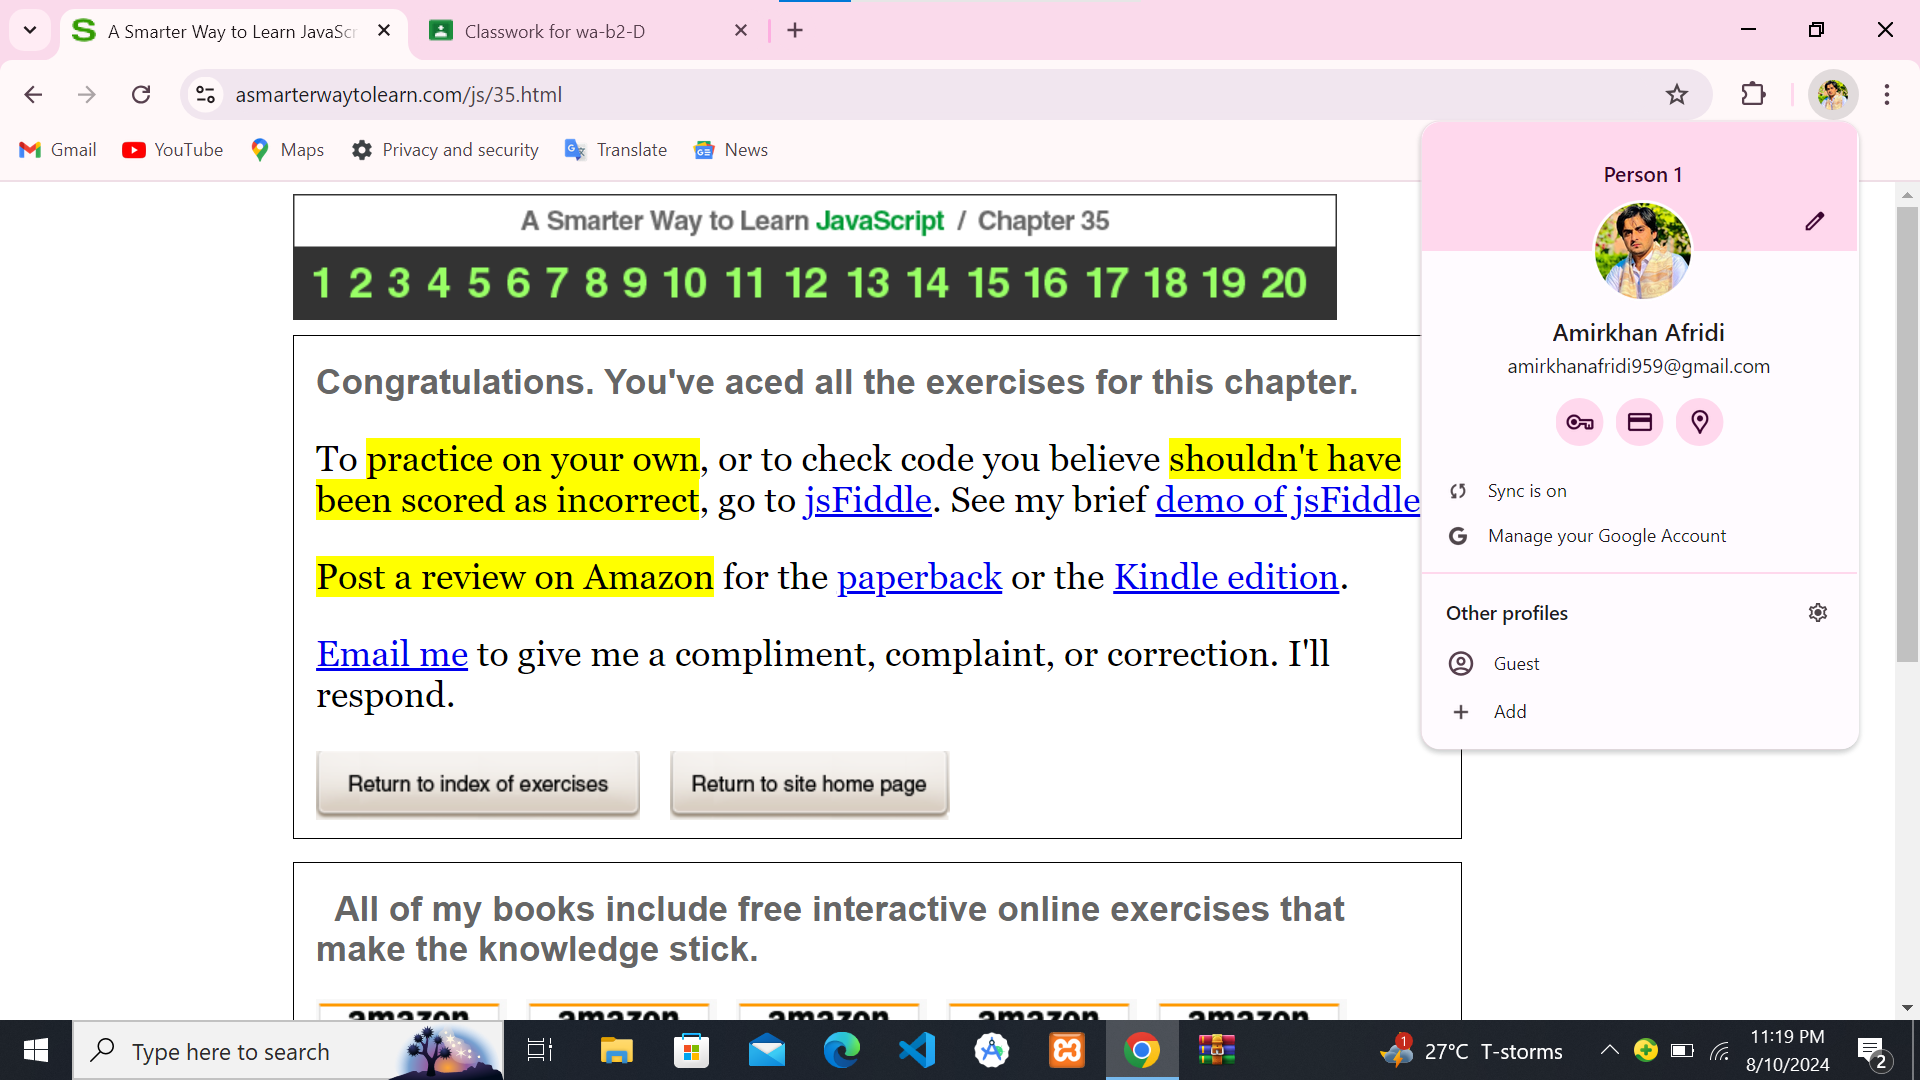 A Smarter Way to Learn JavaScr
Classwork for wa-b2-D
asmarterwaytolearn.com/js/35.html
Gmail
YouTube
Maps
Privacy and security
Translate
News
A Smarter Way to Learn JavaScript / Chapter 35
1 2 3 4 5 6 7 8 9 10 11 12 13 14 15 16 17 18 19 20
Congratulations. You've aced all the exercises for this chapter.
To practice on your own, or to check code you believe shouldn't have
been scored as incorrect, go to jsFiddle. See my brief demo of jsFiddle
Post a review on Amazon for the paperback or the Kindle edition.
Email me to give me a compliment, complaint, or correction. I'll
respond.
Return to index of exercises
Return to site home page
All of my books include free interactive online exercises that
make the knowledge stick.
amazon
amazon
amazon
amazon
amazon
Person 1
Amirkhan Afridi
amirkhanafridi959@gmail.com
Sync is on
Manage your Google Account
Other profiles
Guest
Add
Type here to search
1
27°C T-storms
11:19 PM
8/10/2024
2